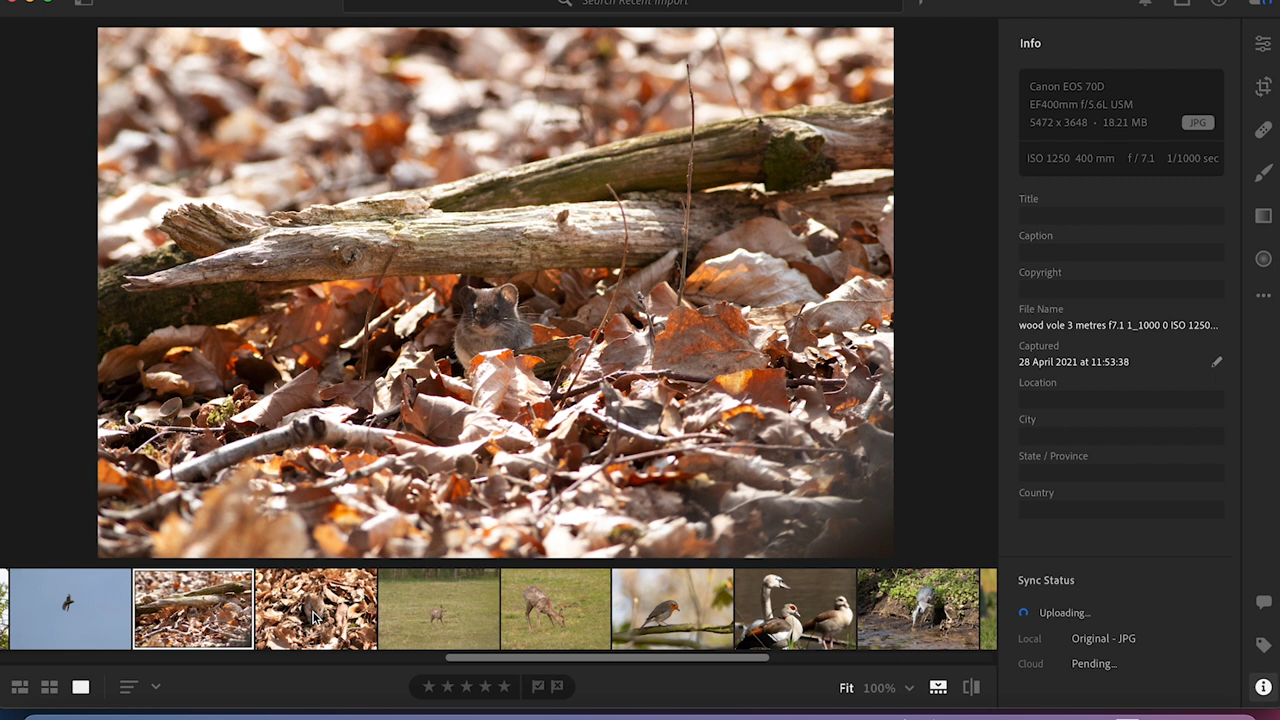 Search Recent Import
Info
Canon EOS 70D
EF400mm f/5.6L USM
5472 x 3648 · 18.21 MB JPG
ISO 1250 400 mm f / 7.1 1/1000 sec
Title
Caption
Copyright
File Name
wood vole 3 metres f7.1 1_1000 0 ISO 1250...
Captured
28 April 2021 at 11:53:38
Location
City
State / Province
Country
Sync Status
Uploading...
Local Original - JPG
Cloud Pending...
Fit 100%